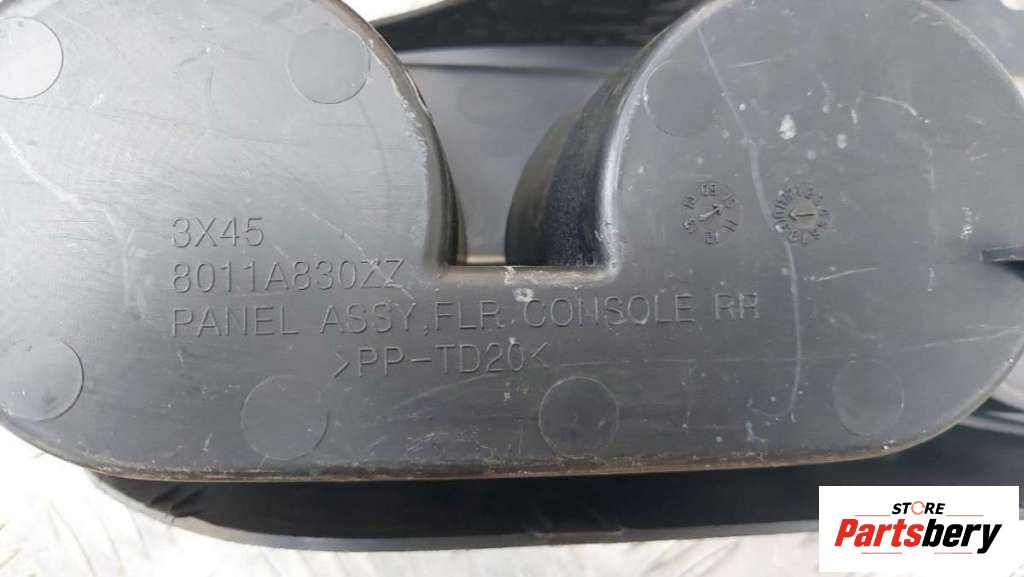 3X45
8011A830ZZ
PANEL ASSY,FLR CONSOLE RR
>PP-TD20<
STORE
Partsbery